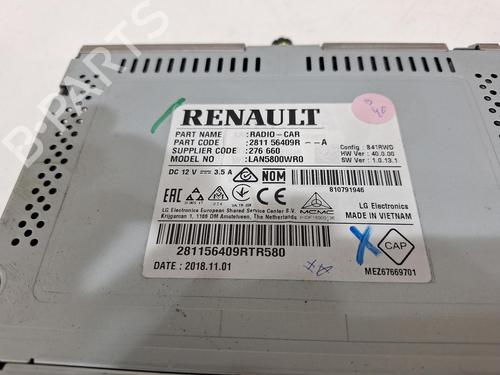 RENAULT
PART NAME : RADIO-CAR
PART CODE : 2811 56409R --A
SUPPLIER CODE : 276 660
MODEL NO : LAN5800WR0
Config : 841RWD
HW Ver : 40.0.00
SW Ver : 1.0.13.1
DC 12 V 3.5 A
NOM
810791946
EAC
MCMC
LG Electronics
MADE IN VIETNAM
LG Electronics European Shared Service Center B.V.
Krijgsman 1, 1186 DM Amstelveen, The Netherlands
281156409RTR580
DATE : 2018.11.01
X
CAP
MEZ67669701
B-PARTS